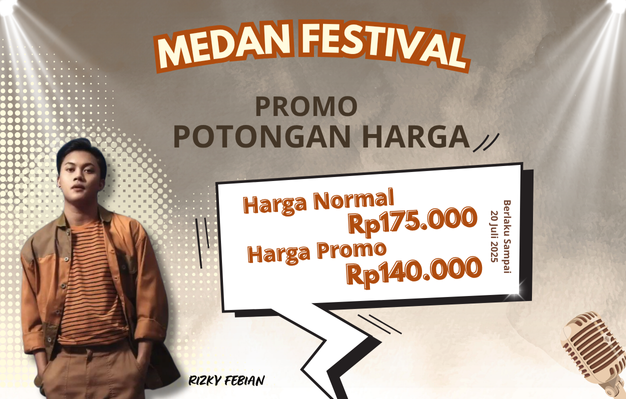 MEDAN FESTIVAL
PROMO
POTONGAN HARGA
Harga Normal
Rp175.000
Harga Promo
Rp140.000
Berlaku Sampai
20 Juli 2025
RIZKY FEBIAN